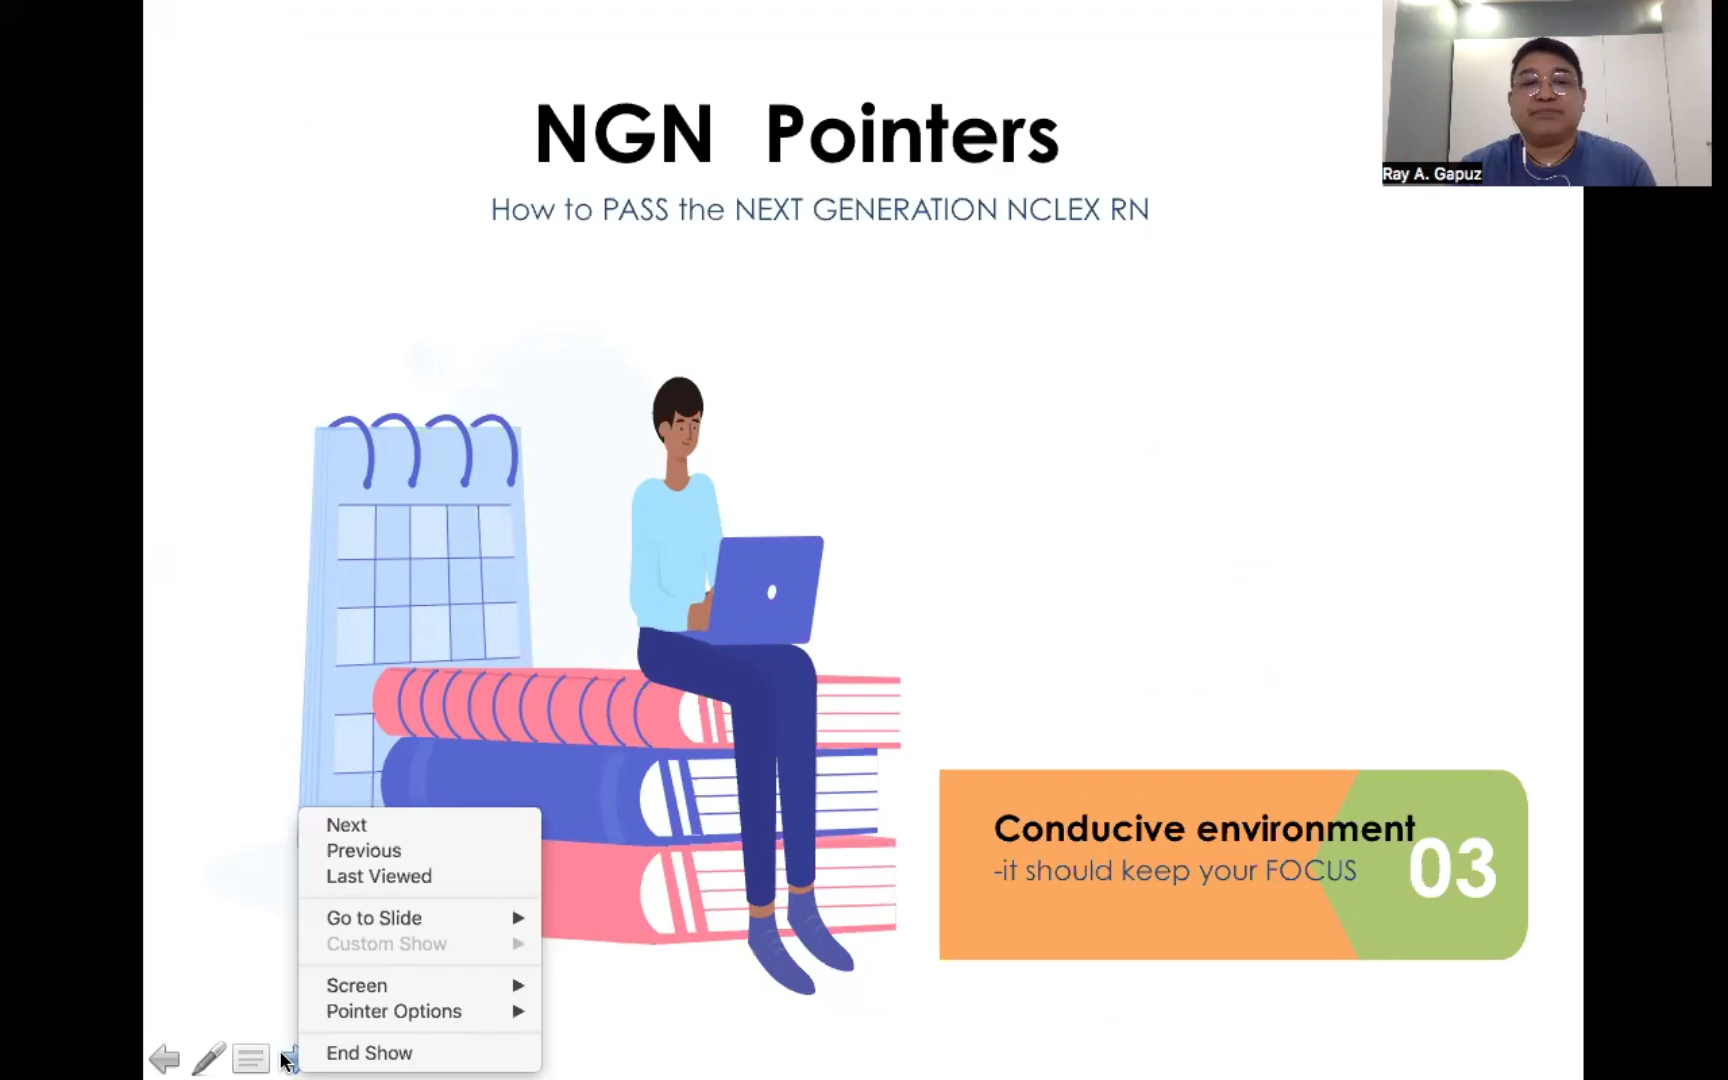 NGN Pointers
How to PASS the NEXT GENERATION NCLEX RN
Ray A. Gapuz
Conducive environment
-it should keep your FOCUS
03
Next
Previous
Last Viewed
Go to Slide
Custom Show
Screen
Pointer Options
End Show